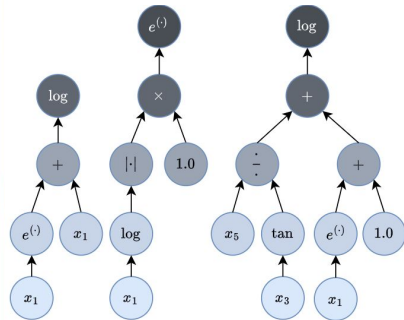 e^(·) log
log × +
+ |·| 1.0 ÷ +
e^(·) x₁ log x₅ tan e^(·) 1.0
x₁ x₁ x₃ x₁